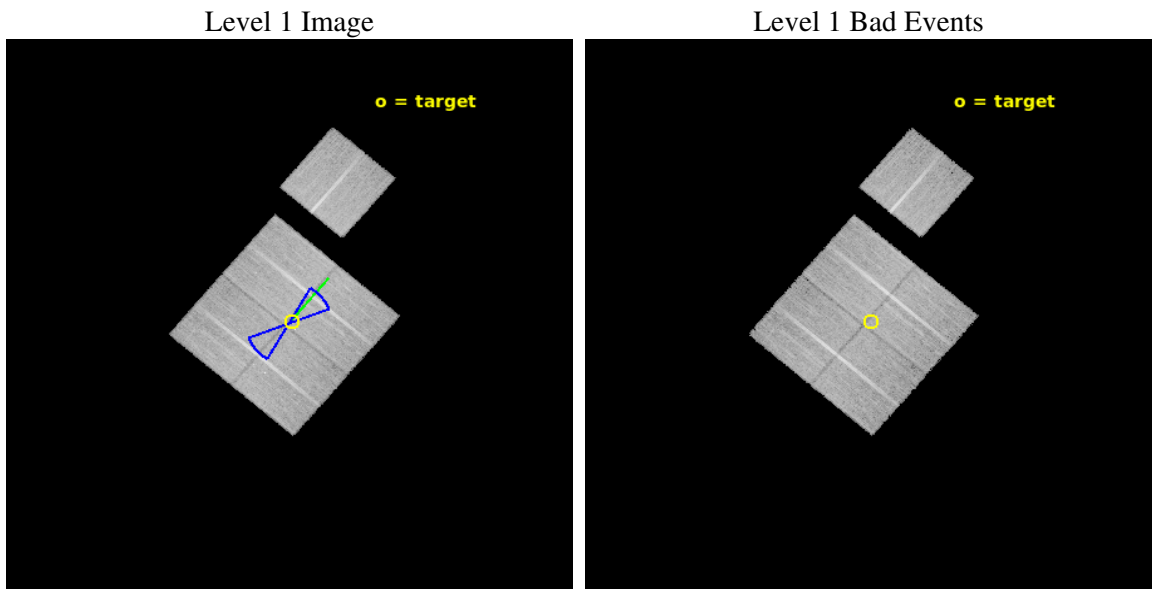 Level 1 Image
Level 1 Bad Events
o = target
o = target